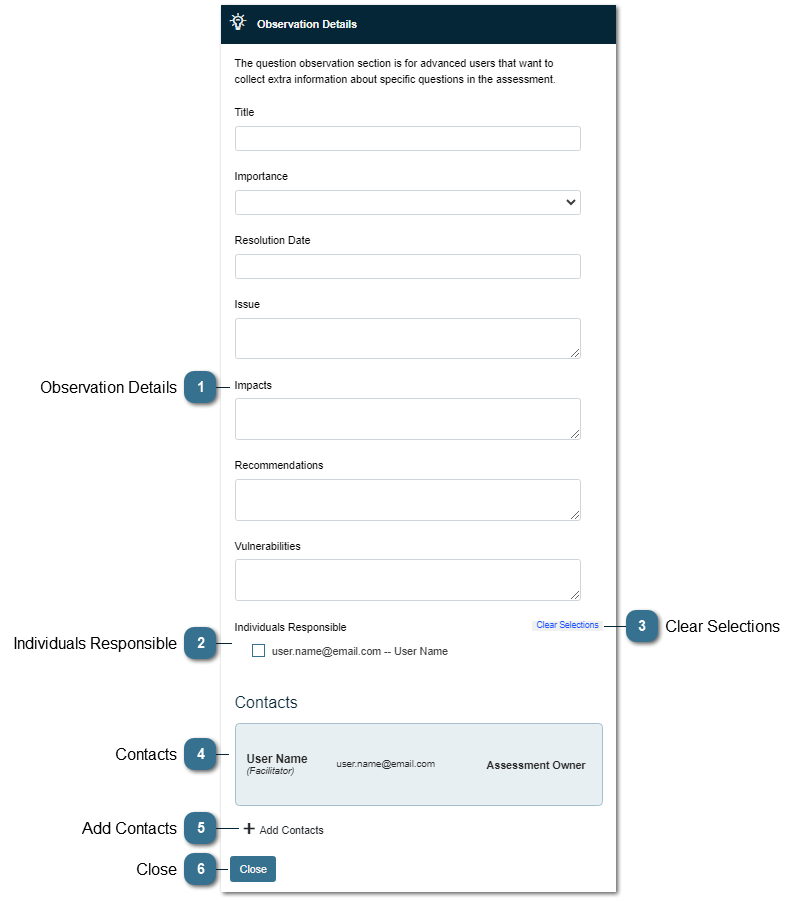 Observation Details
The question observation section is for advanced users that want to
collect extra information about specific questions in the assessment.
Title
Importance
Resolution Date
Issue
Observation Details 1
Impacts
Recommendations
Vulnerabilities
Individuals Responsible
Clear Selections
3 Clear Selections
Individuals Responsible 2
user.name@email.com -- User Name
Contacts
Contacts 4
User Name
(Facilitator)
user.name@email.com
Assessment Owner
Add Contacts 5
+ Add Contacts
Close 6
Close